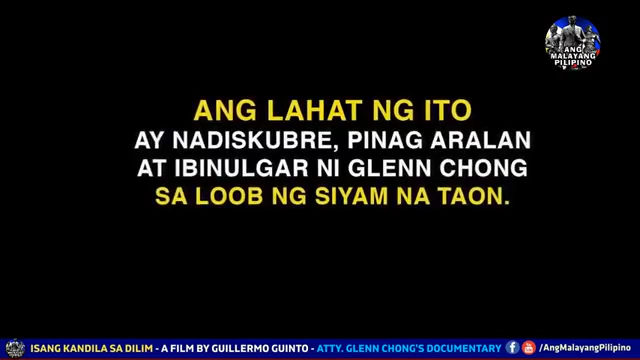 ANG
MALAYANG
PILIPINO
ANG LAHAT NG ITO
AY NADISKUBRE, PINAG ARALAN
AT IBINULGAR NI GLENN CHONG
SA LOOB NG SIYAM NA TAON.
ISANG KANDILA SA DILIM - A FILM BY GUILLERMO GUINTO - ATTY. GLENN CHONG'S DOCUMENTARY /AngMalayangPilipino